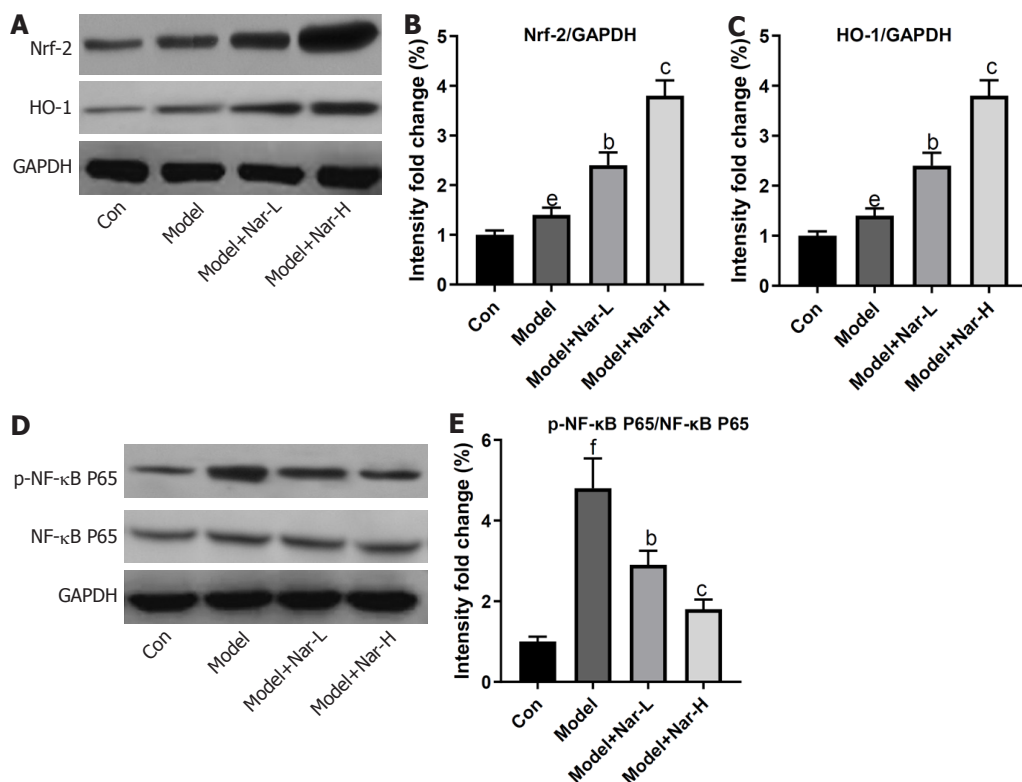 A
Nrf-2
HO-1
GAPDH
Con
Model
Model+Nar-L
Model+Nar-H
B
Nrf-2/GAPDH
Intensity fold change (%)
5
4
3
2
1
0
e
b
c
Con
Model
Model+Nar-L
Model+Nar-H
C
HO-1/GAPDH
Intensity fold change (%)
5
4
3
2
1
0
e
b
c
Con
Model
Model+Nar-L
Model+Nar-H
D
p-NF-κB P65
NF-κB P65
GAPDH
Con
Model
Model+Nar-L
Model+Nar-H
E
p-NF-κB P65/NF-κB P65
Intensity fold change (%)
6
4
2
0
f
b
c
Con
Model
Model+Nar-L
Model+Nar-H